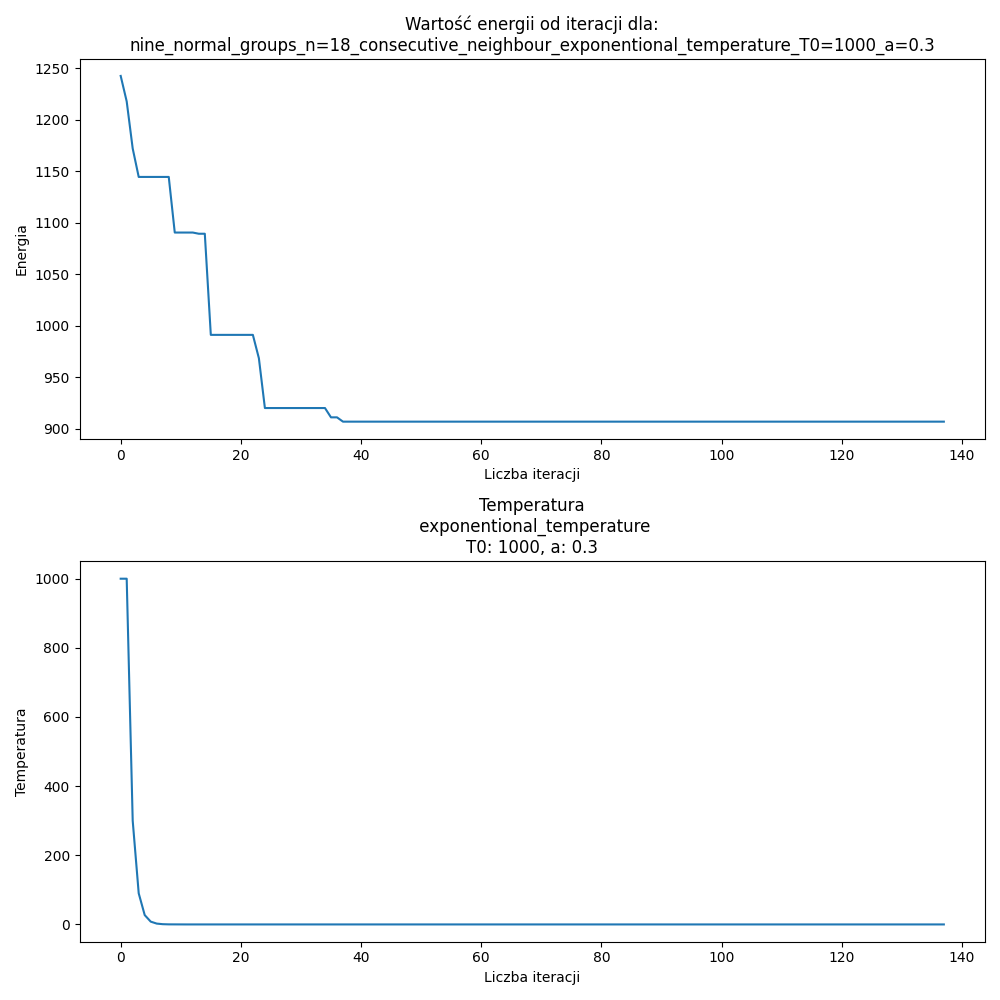 Wartość energii od iteracji dla:
nine_normal_groups_n=18_consecutive_neighbour_exponentional_temperature_T0=1000_a=0.3
1250
1200
1150
1100
1050
1000
950
900
Energia
0 20 40 60 80 100 120 140
Liczba iteracji
Temperatura
exponentional_temperature
T0: 1000, a: 0.3
1000
800
600
400
200
0
Temperatura
0 20 40 60 80 100 120 140
Liczba iteracji